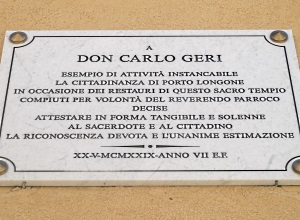 A
DON CARLO GERI
ESEMPIO DI ATTIVITÀ INSTANCABILE
LA CITTADINANZA DI PORTO LONGONE
IN OCCASIONE DEI RESTAURI DI QUESTO SACRO TEMPIO
COMPIUTI PER VOLONTÀ DEL REVERENDO PARROCO
DECISE
ATTESTARE IN FORMA TANGIBILE E SOLENNE
AL SACERDOTE E AL CITTADINO
LA RICONOSCENZA DEVOTA E L'UNANIME ESTIMAZIONE
XX-V-MCMXXIX-ANNO VII E.F.